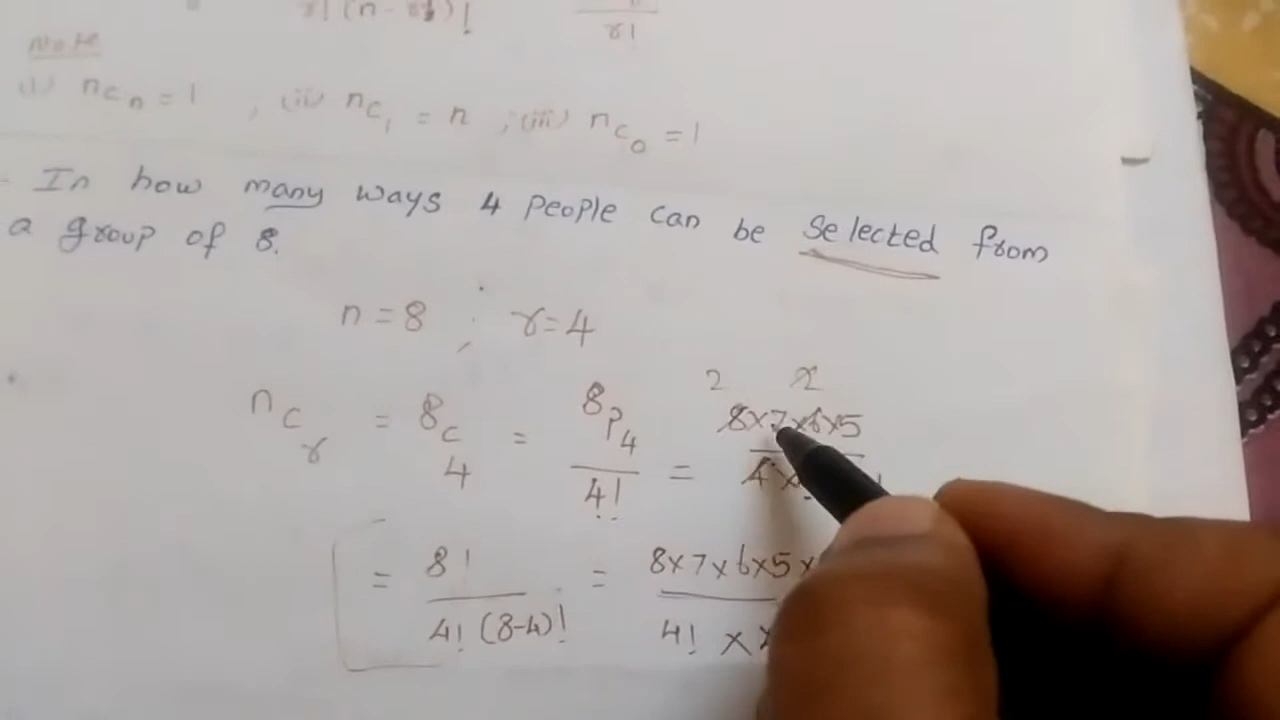 r!(n-r)! r!
Note
(i) nCn = 1 , (ii) nC1 = n , (iii) nC0 = 1
In how many ways 4 people can be selected from
a group of 8.
n = 8 ; r = 4
2 2
nCr = 8C4 = 8P4 / 4! = 8×7×6×5 / 4×
= 8! / 4!(8-4)! = 8×7×6×5× / 4! ×